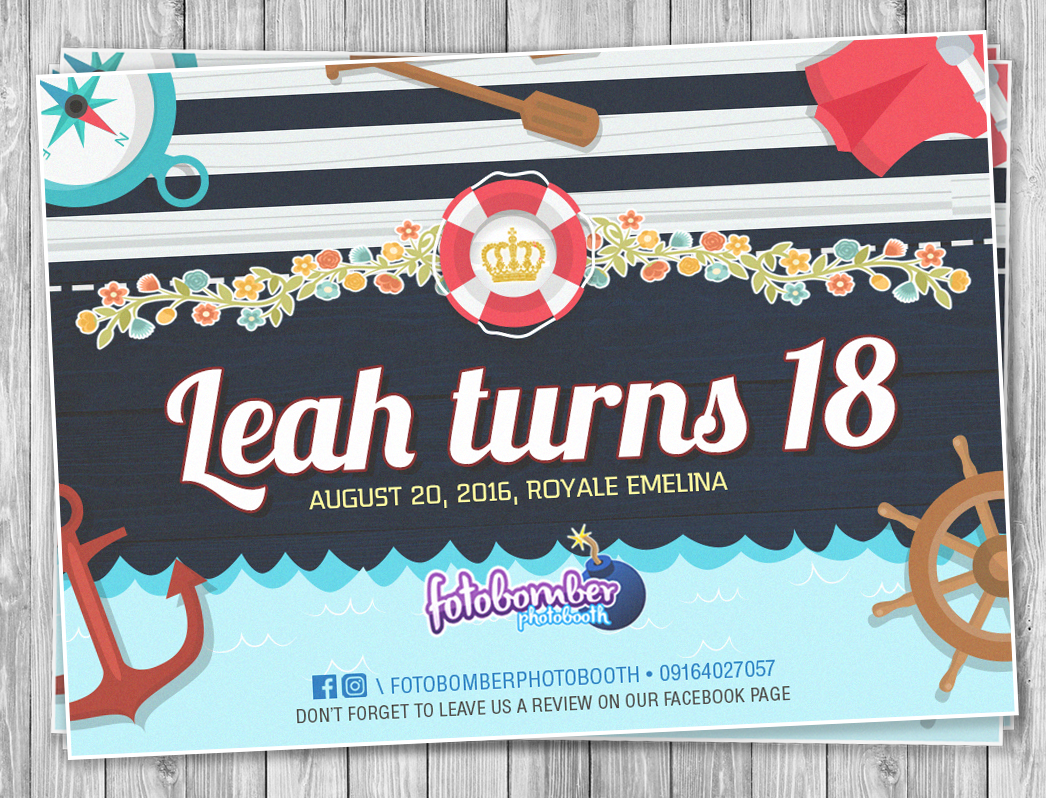 Leah turns 18
AUGUST 20, 2016, ROYALE EMELINA
fotobomber
photobooth
\ FOTOBOMBERPHOTOBOOTH • 09164027057
DON'T FORGET TO LEAVE US A REVIEW ON OUR FACEBOOK PAGE